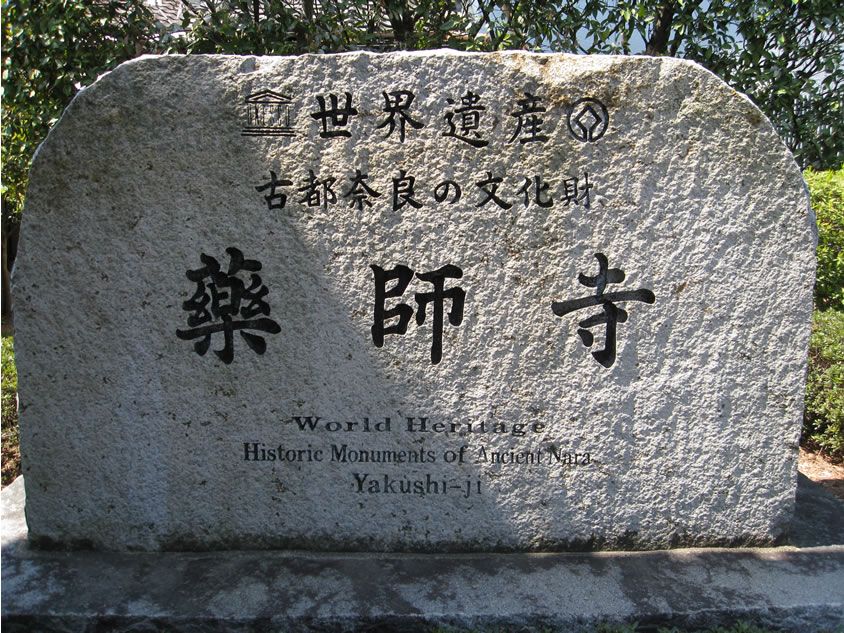 世界遺産
古都奈良の文化財
藥師寺
World Heritage
Historic Monuments of Ancient Nara
Yakushi-ji